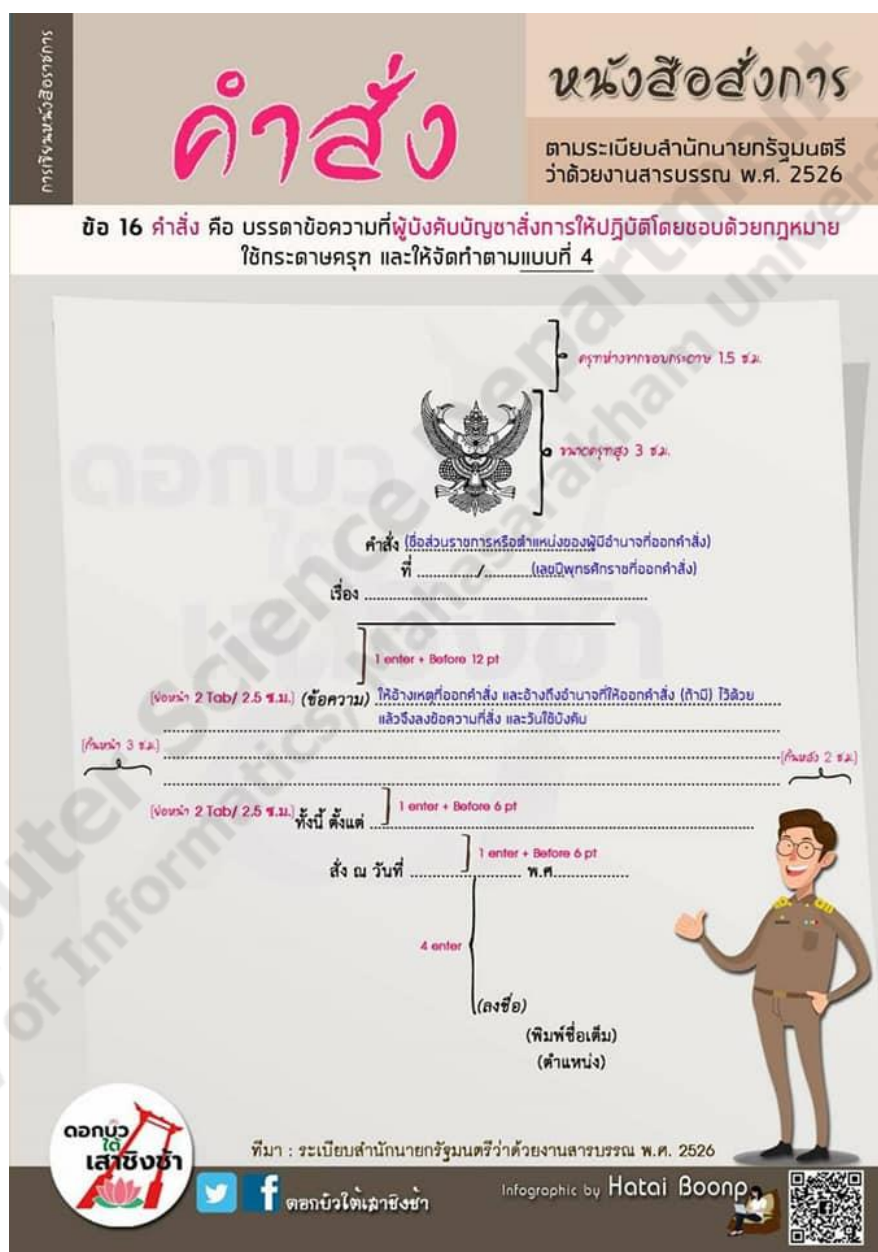 การเขียนหนังสือราชการ
คำสั่ง
หนังสือสั่งการ
ตามระเบียบสำนักนายกรัฐมนตรี
ว่าด้วยงานสารบรรณ พ.ศ. 2526
ข้อ 16 คำสั่ง คือ บรรดาข้อความที่ผู้บังคับบัญชาสั่งการให้ปฏิบัติโดยชอบด้วยกฎหมาย
ใช้กระดาษครุฑ และให้จัดทำตามแบบที่ 4
ครุฑห่างจากขอบกระดาษ 1.5 ซ.ม.
ขนาดครุฑสูง 3 ซ.ม.
คำสั่ง (ชื่อส่วนราชการหรือตำแหน่งของผู้มีอำนาจที่ออกคำสั่ง)
ที่ ............../..............(เลขปีพุทธศักราชที่ออกคำสั่ง)
เรื่อง ..............................................................
1 enter + Before 12 pt
(ย่อหน้า 2 Tab/ 2.5 ซ.ม.) (ข้อความ) ให้อ้างเหตุที่ออกคำสั่ง และอ้างถึงอำนาจที่ให้ออกคำสั่ง (ถ้ามี) ไว้ด้วย
แล้วจึงลงข้อความที่สั่ง และวันใช้บังคับ
(กั้นหน้า 3 ซ.ม.)
(กั้นหลัง 2 ซ.ม.)
1 enter + Before 6 pt
(ย่อหน้า 2 Tab/ 2.5 ซ.ม.) ทั้งนี้ ตั้งแต่ ..............................................................
1 enter + Before 6 pt
สั่ง ณ วันที่ ........................ พ.ศ..................
4 enter
(ลงชื่อ)
(พิมพ์ชื่อเต็ม)
(ตำแหน่ง)
ดอกบัว
ใต้
เสาชิงช้า
ที่มา : ระเบียบสำนักนายกรัฐมนตรีว่าด้วยงานสารบรรณ พ.ศ. 2526
ดอกบัวใต้เสาชิงช้า
Infographic by Hatai Boonp
Computer Science Department
of Informatics, Mahasarakham University